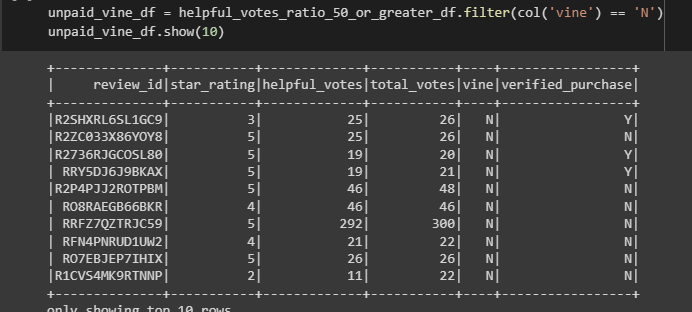 unpaid_vine_df = helpful_votes_ratio_50_or_greater_df.filter(col('vine') == 'N')
unpaid_vine_df.show(10)
+--------------+-----------+-------------+-----------+----+-----------------+
|     review_id|star_rating|helpful_votes|total_votes|vine|verified_purchase|
+--------------+-----------+-------------+-----------+----+-----------------+
|R2SHXRL6SL1GC9|          3|           25|         26|   N|                Y|
|R2ZC033X86YOY8|          5|           25|         26|   N|                N|
|R2736RJGCOSL80|          5|           19|         20|   N|                Y|
| RRY5DJ6J9BKAX|          5|           19|         21|   N|                Y|
|R2P4PJJ2ROTPBM|          5|           46|         48|   N|                N|
| RO8RAEGB66BKR|          4|           46|         46|   N|                N|
| RRFZ7QZTRJC59|          5|          292|        300|   N|                N|
| RFN4PNRUD1UW2|          4|           21|         22|   N|                N|
| RO7EBJEP7IHIX|          5|           26|         26|   N|                N|
|R1CVS4MK9RTNNP|          2|           11|         22|   N|                N|
+--------------+-----------+-------------+-----------+----+-----------------+
only showing top 10 rows